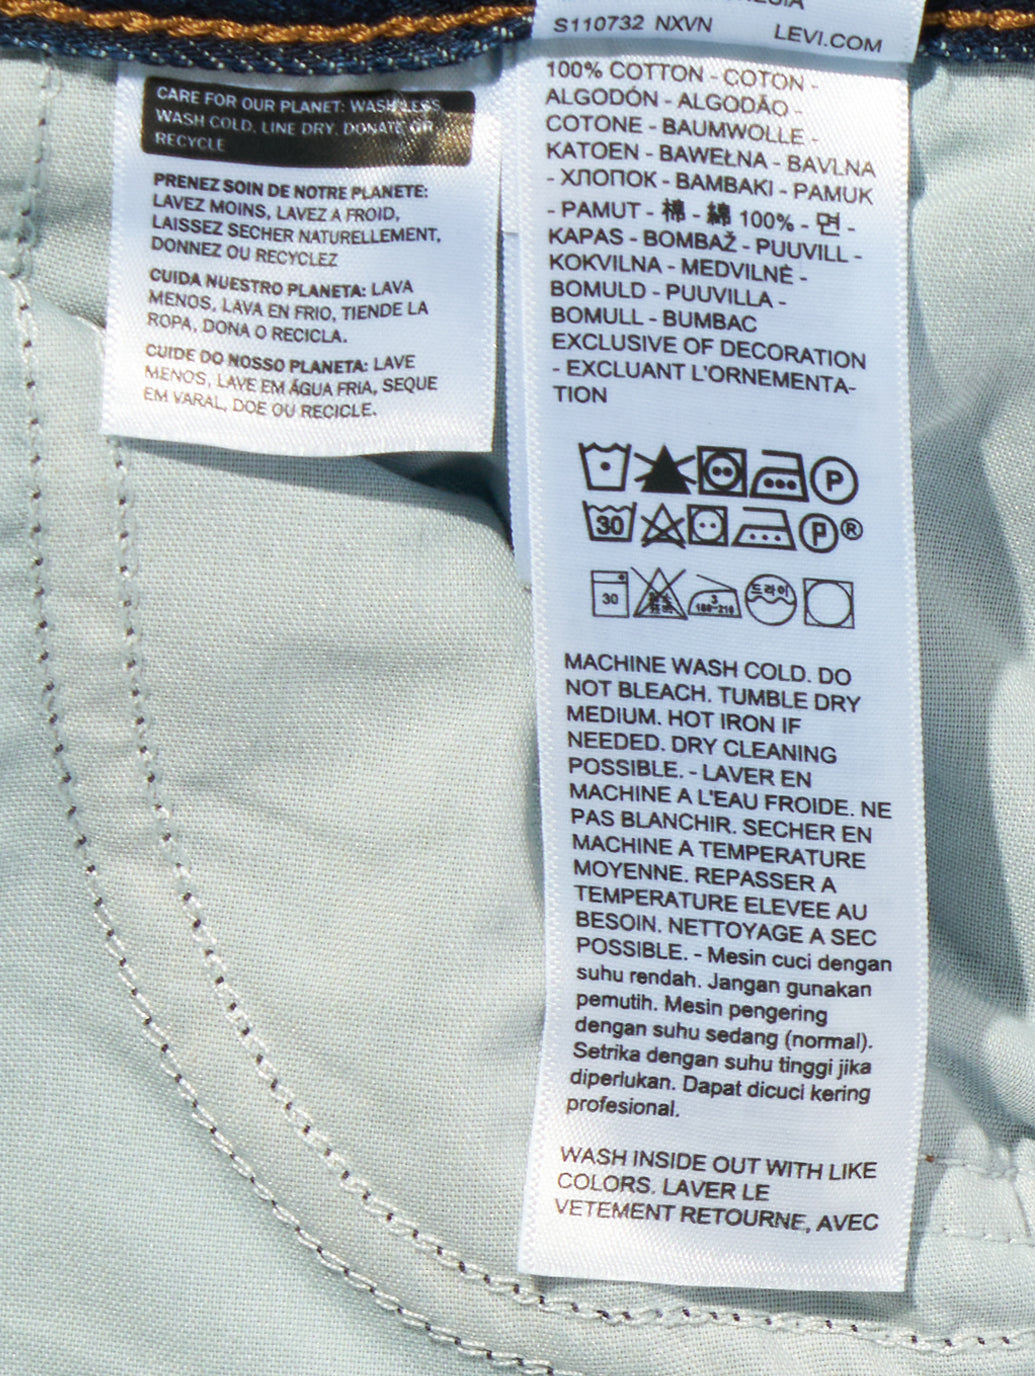 S110732 NXVN
LEVI.COM
CARE FOR OUR PLANET: WASH LESS,
WASH COLD, LINE DRY, DONATE OR
RECYCLE
PRENEZ SOIN DE NOTRE PLANETE:
LAVEZ MOINS, LAVEZ A FROID,
LAISSEZ SECHER NATURELLEMENT,
DONNEZ OU RECYCLEZ
CUIDA NUESTRO PLANETA: LAVA
MENOS, LAVA EN FRIO, TIENDE LA
ROPA, DONA O RECICLA.
CUIDE DO NOSSO PLANETA: LAVE
MENOS, LAVE EM ÁGUA FRIA, SEQUE
EM VARAL, DOE OU RECICLE.
100% COTTON - COTON -
ALGODÓN - ALGODÃO -
COTONE - BAUMWOLLE -
KATOEN - BAWEŁNA - BAVLNA
- ХЛОПОК - BAMBAKI - PAMUK
- PAMUT - 棉 - 綿 100% - 면 -
KAPAS - BOMBAŽ - PUUVILL -
KOKVILNA - MEDVILNĖ -
BOMULD - PUUVILLA -
BOMULL - BUMBAC
EXCLUSIVE OF DECORATION
- EXCLUANT L'ORNEMENTA-
TION
P
30 P ®
30 3 180~210 드라이
MACHINE WASH COLD. DO
NOT BLEACH. TUMBLE DRY
MEDIUM. HOT IRON IF
NEEDED. DRY CLEANING
POSSIBLE. - LAVER EN
MACHINE A L'EAU FROIDE. NE
PAS BLANCHIR. SECHER EN
MACHINE A TEMPERATURE
MOYENNE. REPASSER A
TEMPERATURE ELEVEE AU
BESOIN. NETTOYAGE A SEC
POSSIBLE. - Mesin cuci dengan
suhu rendah. Jangan gunakan
pemutih. Mesin pengering
dengan suhu sedang (normal).
Setrika dengan suhu tinggi jika
diperlukan. Dapat dicuci kering
profesional.
WASH INSIDE OUT WITH LIKE
COLORS. LAVER LE
VETEMENT RETOURNE, AVEC